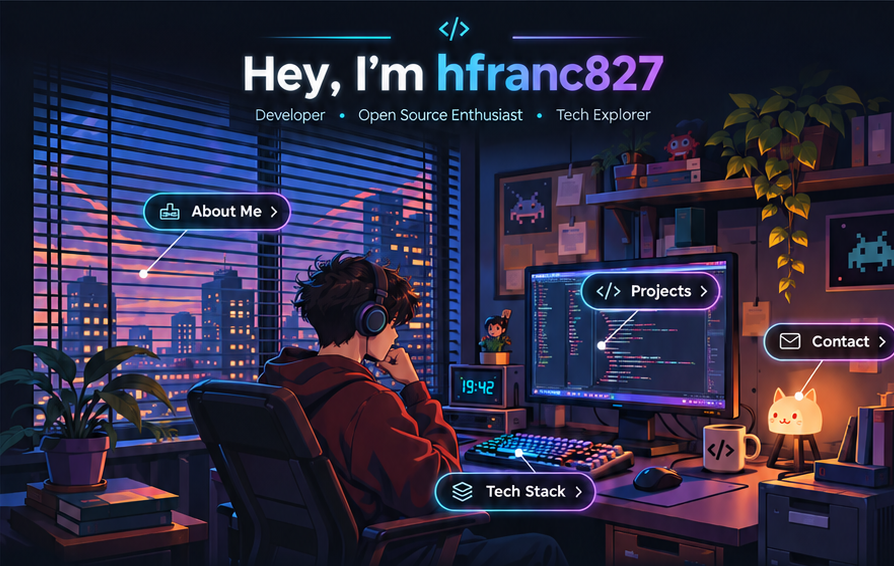 </>
Hey, I'm hfranc827
Developer • Open Source Enthusiast • Tech Explorer
About Me >
</> Projects >
Contact >
19:42
</>
Tech Stack >